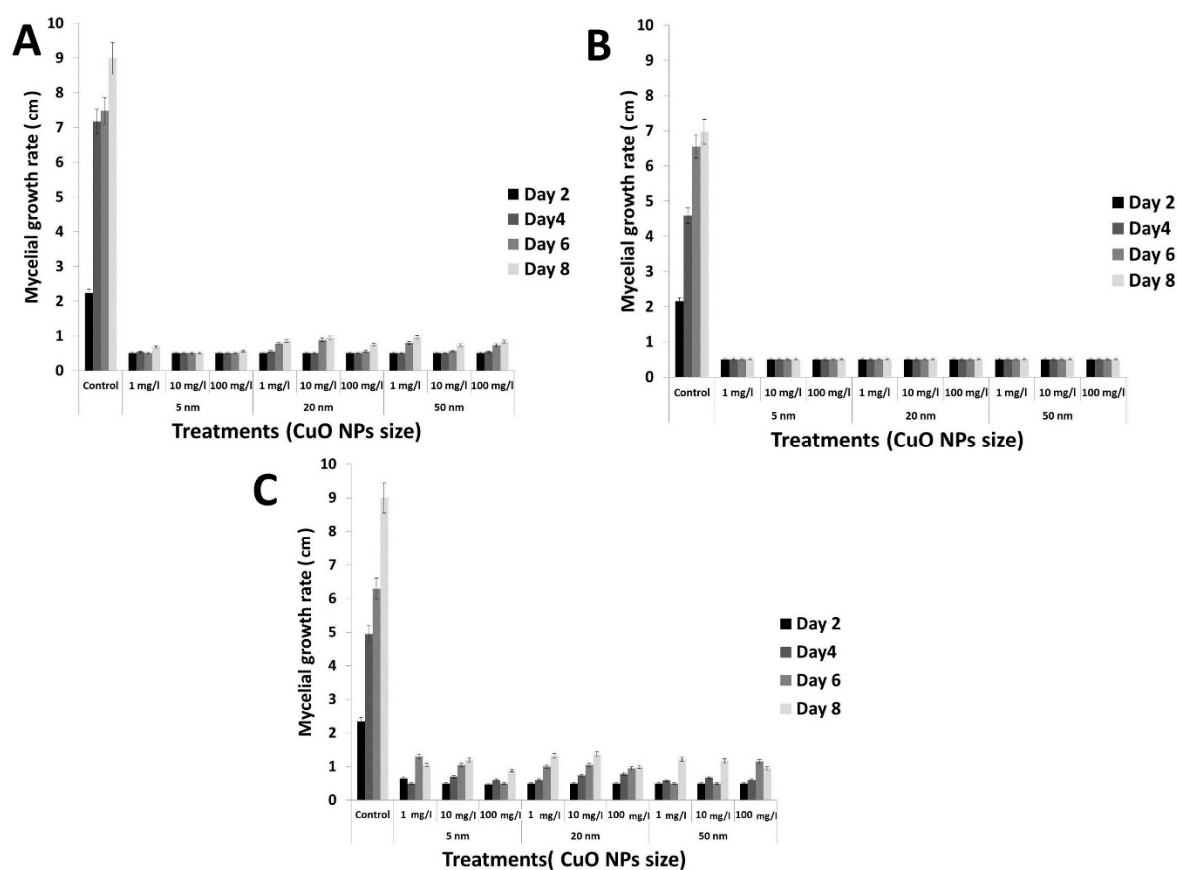 A
10
9
8
7
6
5
4
3
2
1
0
Mycelial growth rate (cm)
Control
1 mg/l 10 mg/l 100 mg/l 1 mg/l 10 mg/l 100 mg/l 1 mg/l 10 mg/l 100 mg/l
5 nm 20 nm 50 nm
Treatments (CuO NPs size)
Day 2
Day4
Day 6
Day 8
B
10
9
8
7
6
5
4
3
2
1
0
Mycelial growth rate (cm)
Control
1 mg/l 10 mg/l 100 mg/l 1 mg/l 10 mg/l 100 mg/l 1 mg/l 10 mg/l 100 mg/l
5 nm 20 nm 50 nm
Treatments (CuO NPs size)
Day 2
Day4
Day 6
Day 8
C
10
9
8
7
6
5
4
3
2
1
0
Mycelial growth rate (cm)
Control
1 mg/l 10 mg/l 100 mg/l 1 mg/l 10 mg/l 100 mg/l 1 mg/l 10 mg/l 100 mg/l
5 nm 20 nm 50 nm
Treatments( CuO NPs size)
Day 2
Day4
Day 6
Day 8